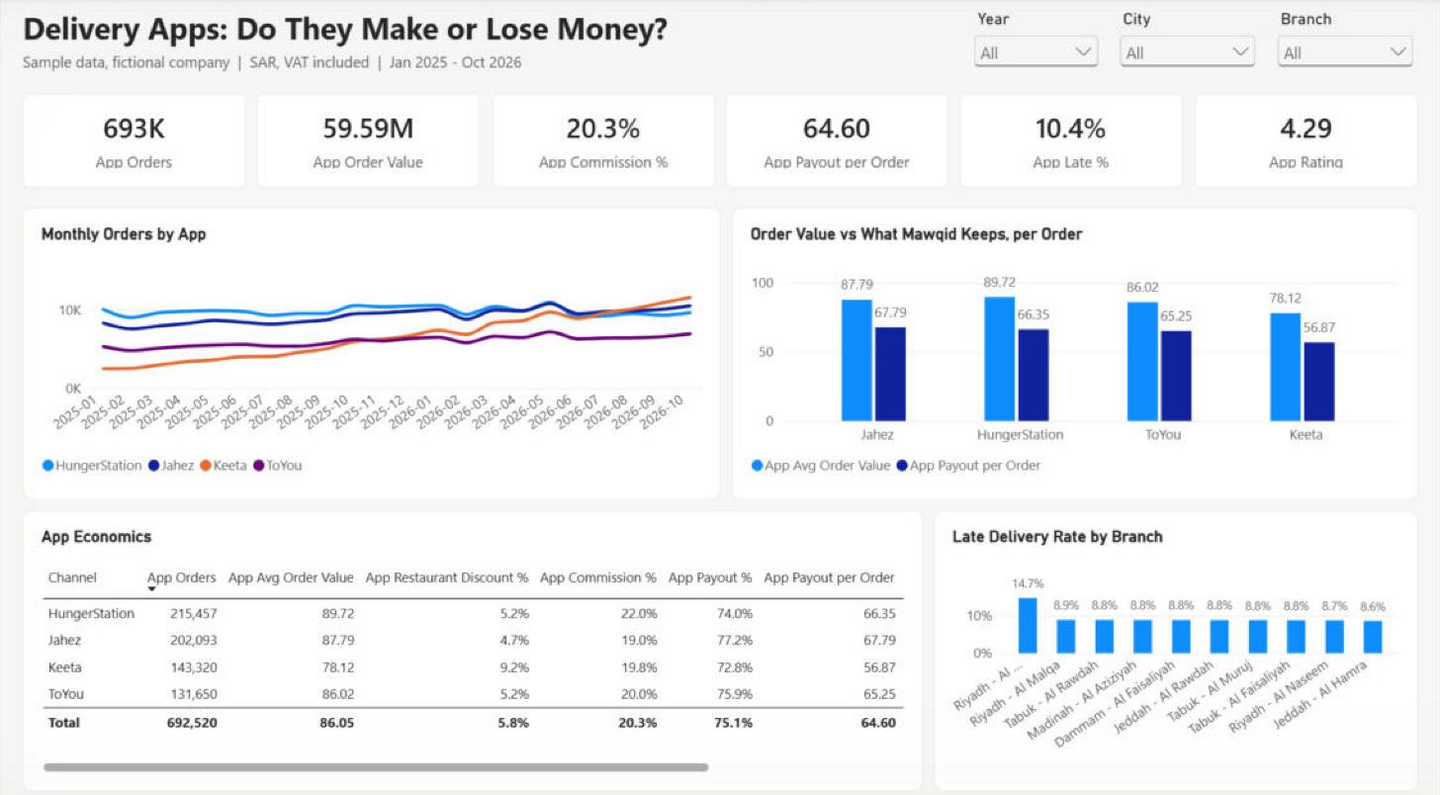 Delivery Apps: Do They Make or Lose Money?
Sample data, fictional company | SAR, VAT included | Jan 2025 - Oct 2026
Year City Branch
All All All
693K 59.59M 20.3% 64.60 10.4% 4.29
App Orders App Order Value App Commission % App Payout per Order App Late % App Rating
Monthly Orders by App
10K
0K
2025-01 2025-02 2025-03 2025-04 2025-05 2025-06 2025-07 2025-08 2025-09 2025-10 2025-11 2025-12 2026-01 2026-02 2026-03 2026-04 2026-05 2026-06 2026-07 2026-08 2026-09 2026-10
HungerStation Jahez Keeta ToYou
Order Value vs What Mawqid Keeps, per Order
100
50
0
87.79 67.79 89.72 66.35 86.02 65.25 78.12 56.87
Jahez HungerStation ToYou Keeta
App Avg Order Value App Payout per Order
App Economics
Channel App Orders App Avg Order Value App Restaurant Discount % App Commission % App Payout % App Payout per Order
HungerStation 215,457 89.72 5.2% 22.0% 74.0% 66.35
Jahez 202,093 87.79 4.7% 19.0% 77.2% 67.79
Keeta 143,320 78.12 9.2% 19.8% 72.8% 56.87
ToYou 131,650 86.02 5.2% 20.0% 75.9% 65.25
Total 692,520 86.05 5.8% 20.3% 75.1% 64.60
Late Delivery Rate by Branch
10%
0%
14.7% 8.9% 8.8% 8.8% 8.8% 8.8% 8.8% 8.8% 8.7% 8.6%
Riyadh - Al ...
Riyadh - Al Malqa
Tabuk - Al Rawdah
Madinah - Al Aziziyah
Dammam - Al Faisaliyah
Jeddah - Al Rawdah
Tabuk - Al Muruj
Tabuk - Al Faisaliyah
Riyadh - Al Naseem
Jeddah - Al Hamra